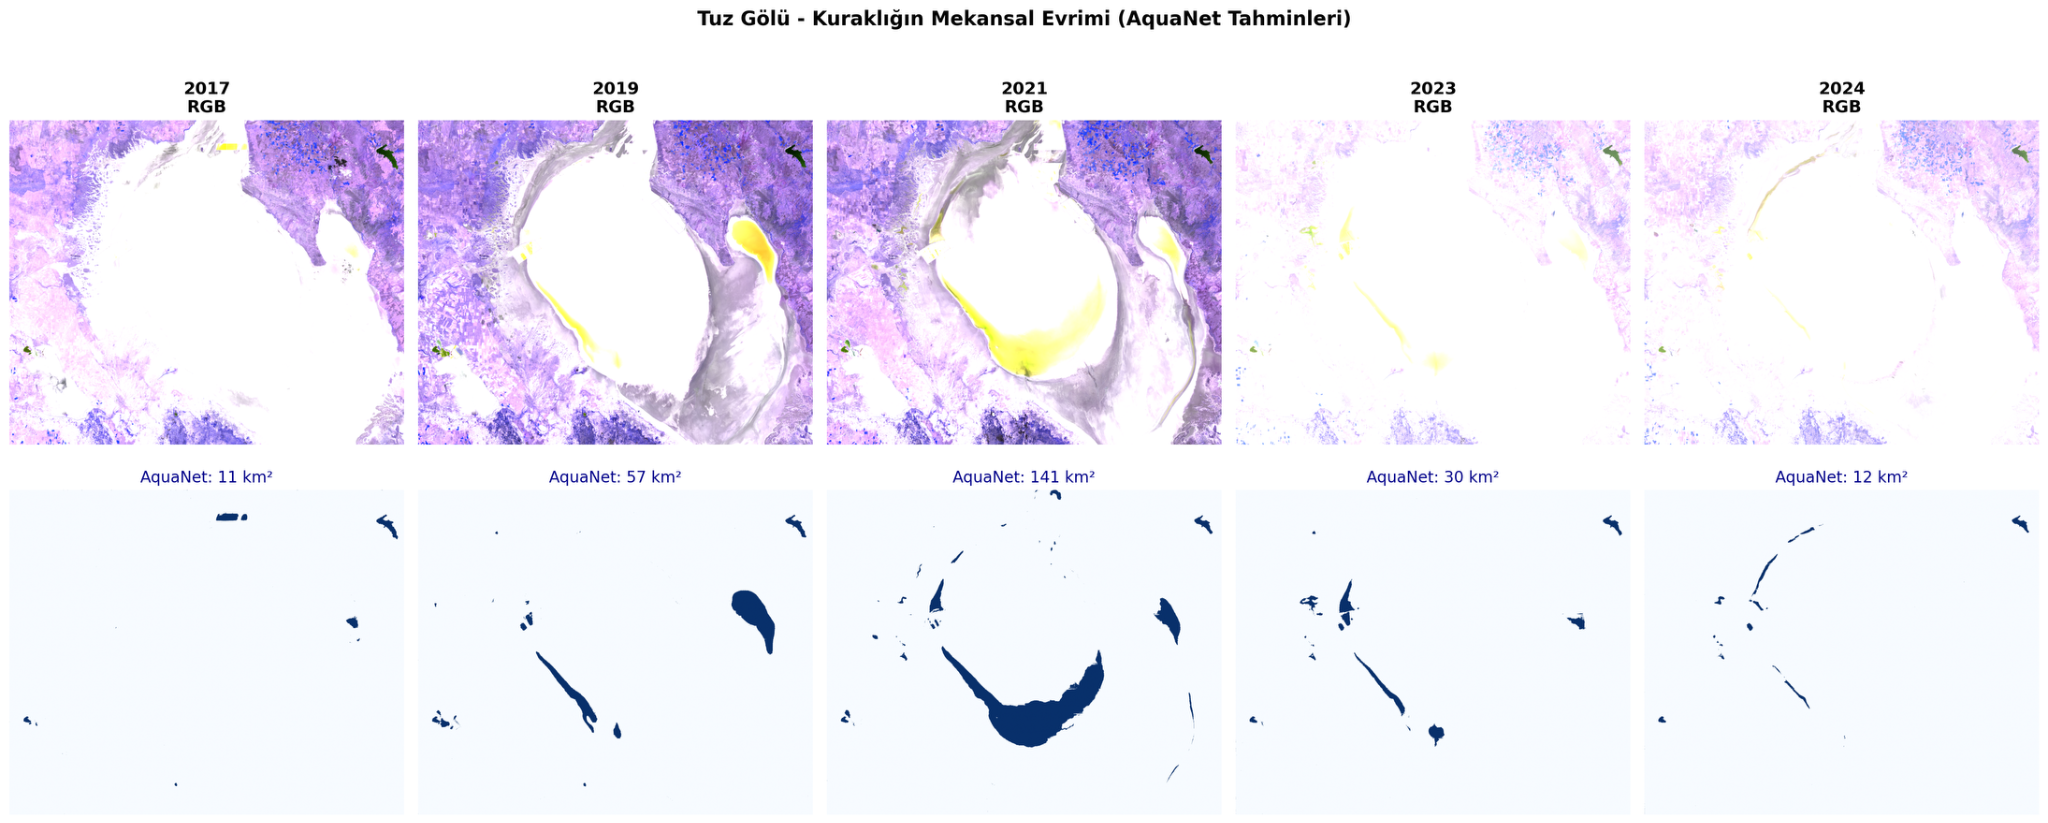 Tuz Gölü - Kuraklığın Mekansal Evrimi (AquaNet Tahminleri)
2017
RGB
2019
RGB
2021
RGB
2023
RGB
2024
RGB
AquaNet: 11 km²
AquaNet: 57 km²
AquaNet: 141 km²
AquaNet: 30 km²
AquaNet: 12 km²